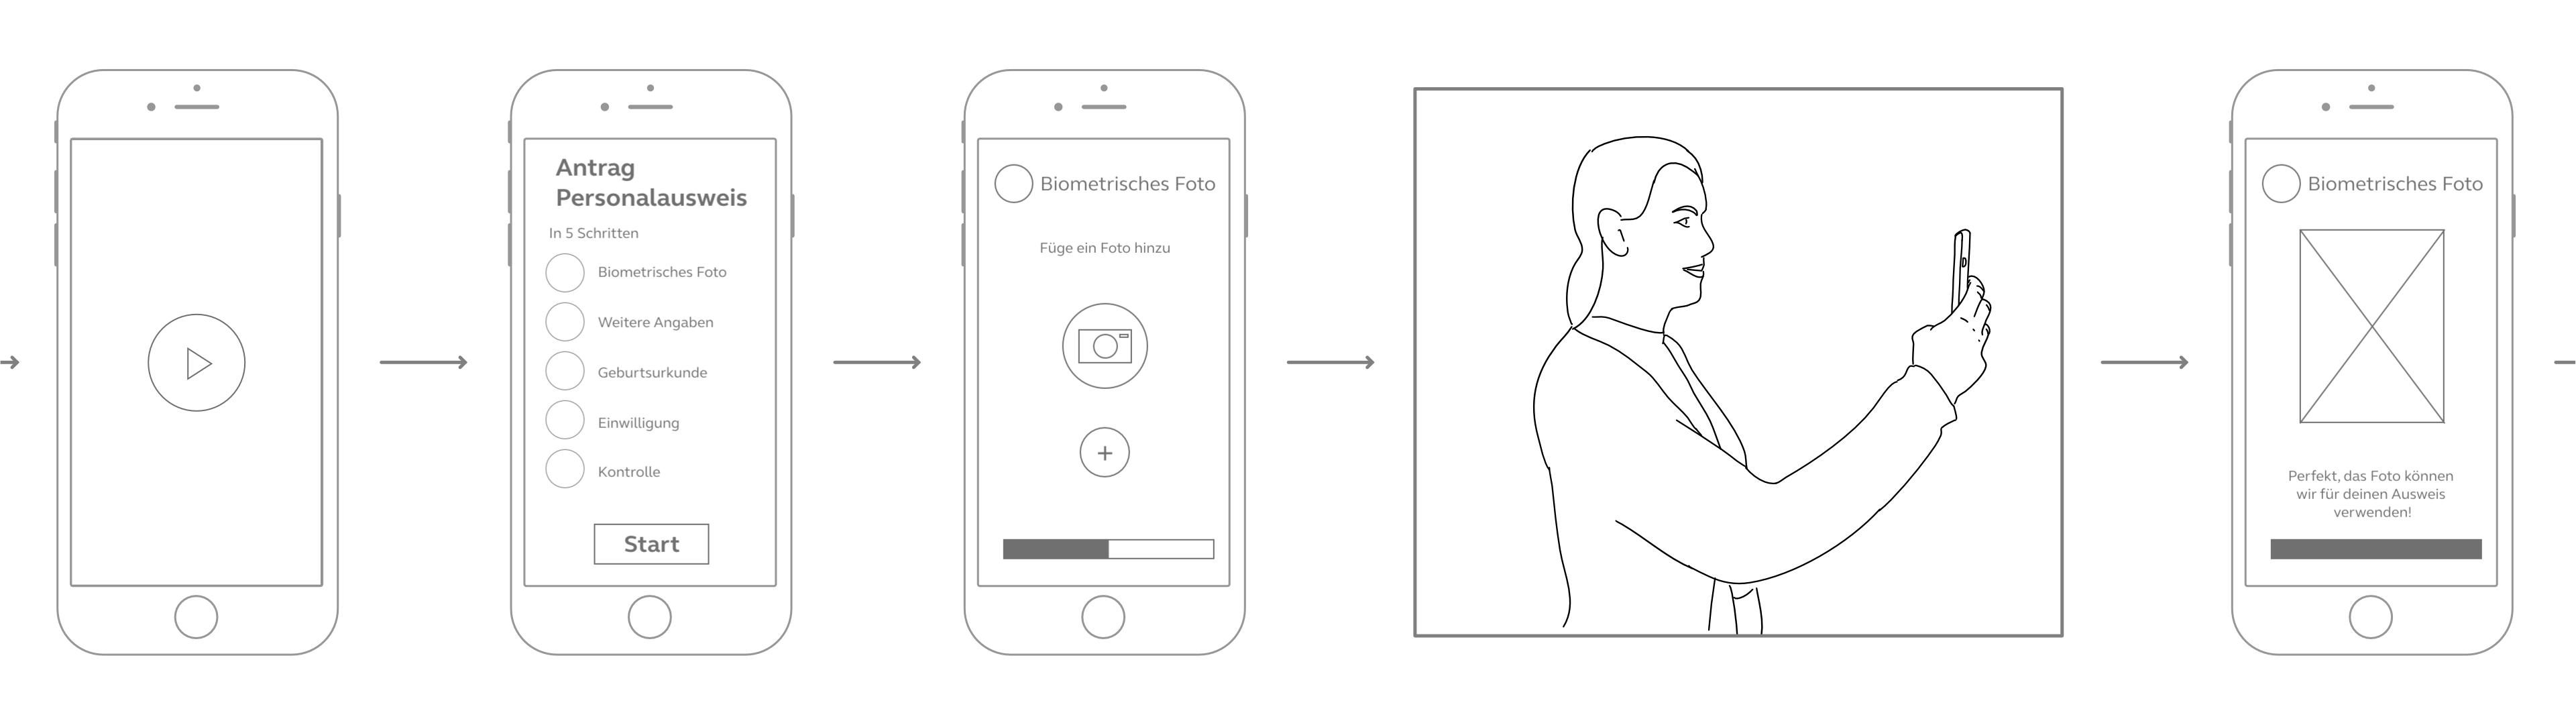 Antrag
Personalausweis
In 5 Schritten
Biometrisches Foto
Weitere Angaben
Geburtsurkunde
Einwilligung
Kontrolle
Start
Biometrisches Foto
Füge ein Foto hinzu
+
Biometrisches Foto
Perfekt, das Foto können
wir für deinen Ausweis
verwenden!